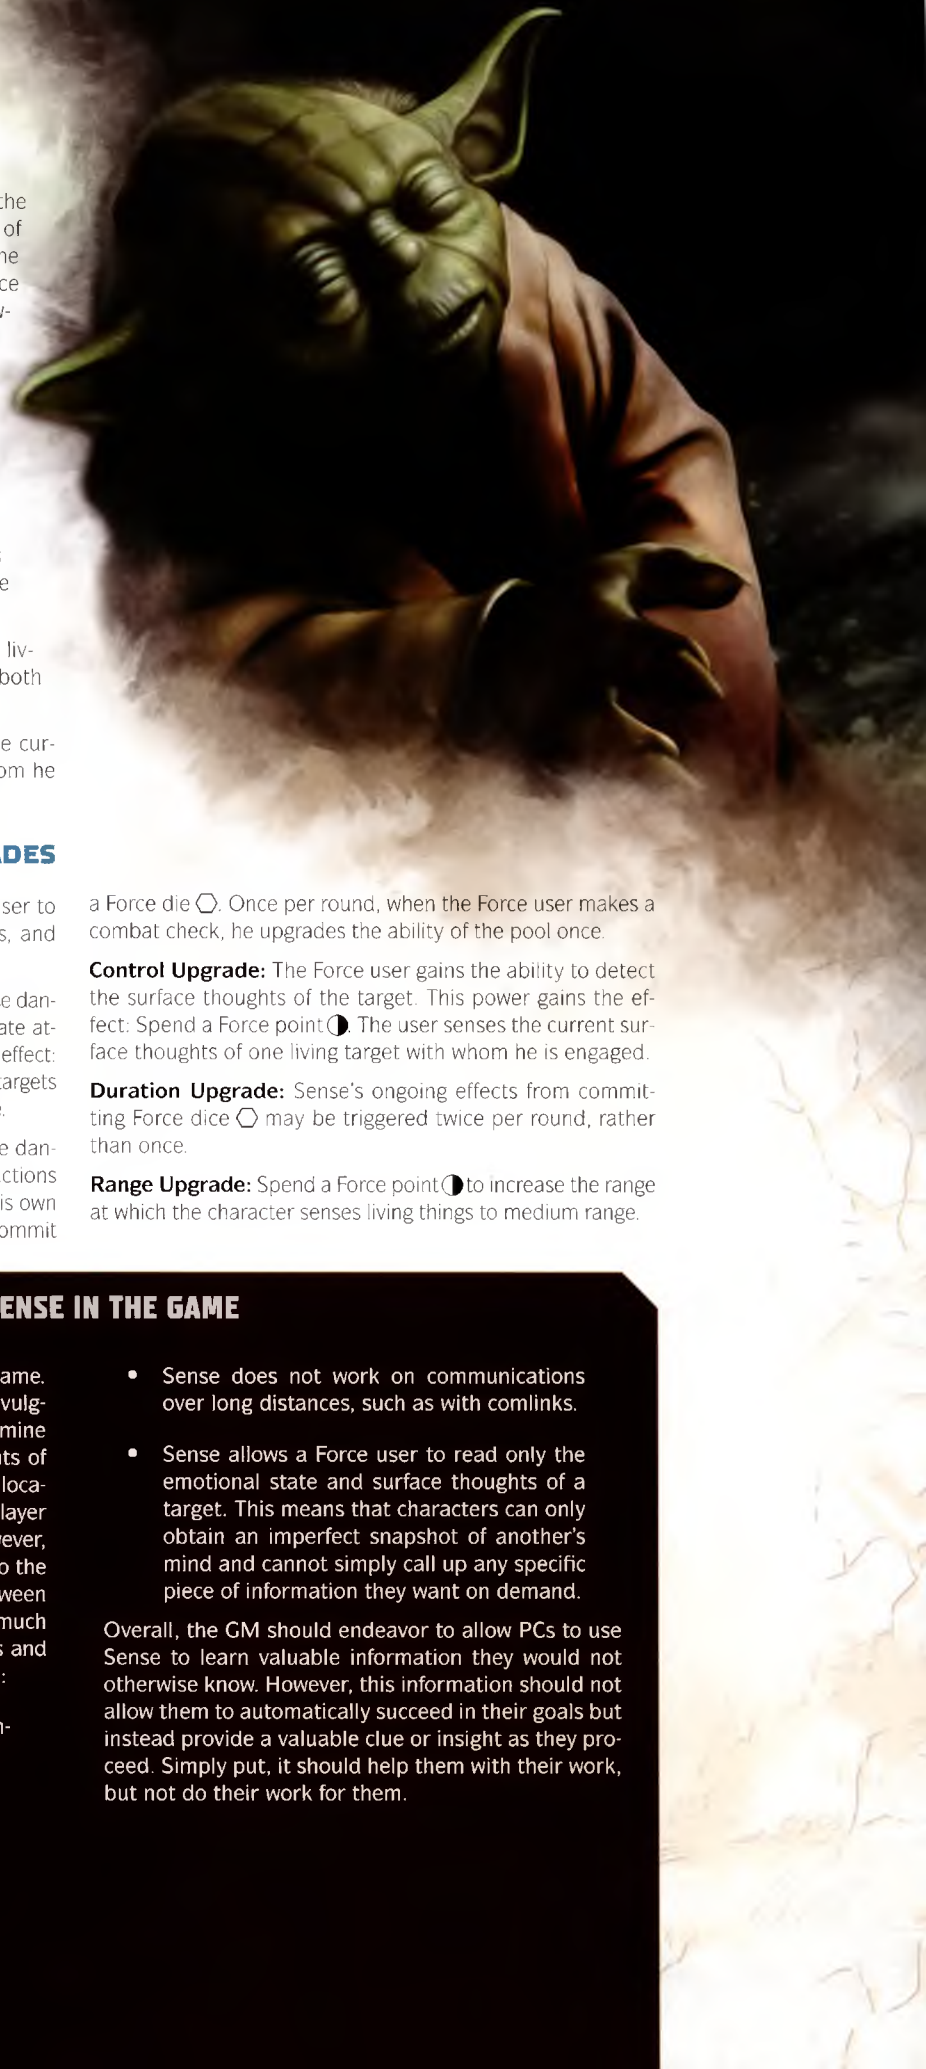 the
of
ne
ce
w-
s
e
liv-
both
e cur-
om he
ADES
ser to
s, and
e dan-
ate at-
effect:
targets
e.
e dan-
ctions
is own
ommit
a Force die. Once per round, when the Force user makes a
combat check, he upgrades the ability of the pool once.
Control Upgrade: The Force user gains the ability to detect
the surface thoughts of the target. This power gains the ef-
fect: Spend a Force point. The user senses the current sur-
face thoughts of one living target with whom he is engaged.
Duration Upgrade: Sense's ongoing effects from commit-
ting Force dice may be triggered twice per round, rather
than once.
Range Upgrade: Spend a Force point to increase the range
at which the character senses living things to medium range.
ENSE IN THE GAME
ame.
vulg-
mine
ts of
loca-
layer
ever,
o the
ween
much
s and
:
n-
• Sense does not work on communications
over long distances, such as with comlinks.
• Sense allows a Force user to read only the
emotional state and surface thoughts of a
target. This means that characters can only
obtain an imperfect snapshot of another's
mind and cannot simply call up any specific
piece of information they want on demand.
Overall, the GM should endeavor to allow PCs to use
Sense to learn valuable information they would not
otherwise know. However, this information should not
allow them to automatically succeed in their goals but
instead provide a valuable clue or insight as they pro-
ceed. Simply put, it should help them with their work,
but not do their work for them.